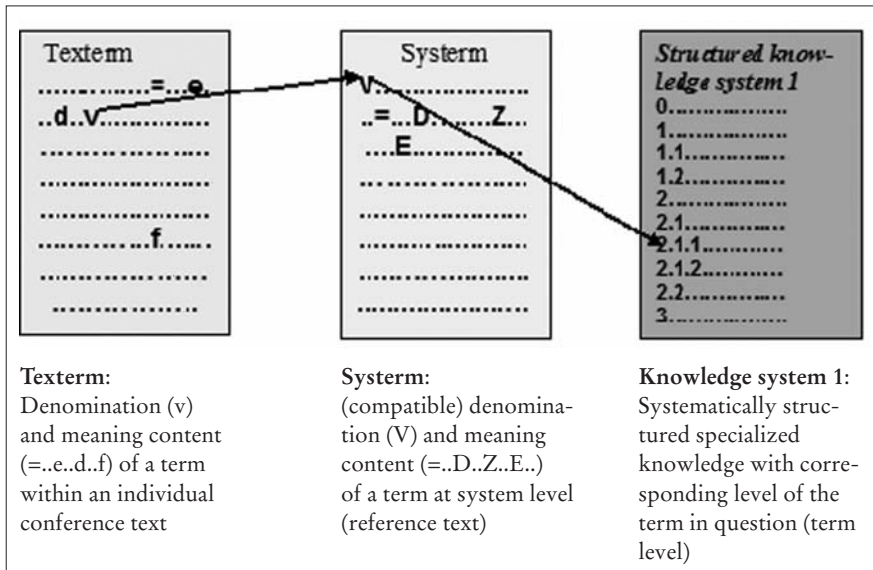 Texterm
..................=...e.
..d..v.................
f
Systerm
V
..=...D..........Z...
....E................
Structured know-
ledge system 1
0................
1................
1.1..............
1.2..............
2................
2.1..............
2.1.1............
2.1.2............
2.2..............
3................
Texterm:
Denomination (v)
and meaning content
(=..e..d..f) of a term
within an individual
conference text
Systerm:
(compatible) denomina-
tion (V) and meaning
content (=..D..Z..E..)
of a term at system level
(reference text)
Knowledge system 1:
Systematically struc-
tured specialized
knowledge with corre-
sponding level of the
term in question (term
level)